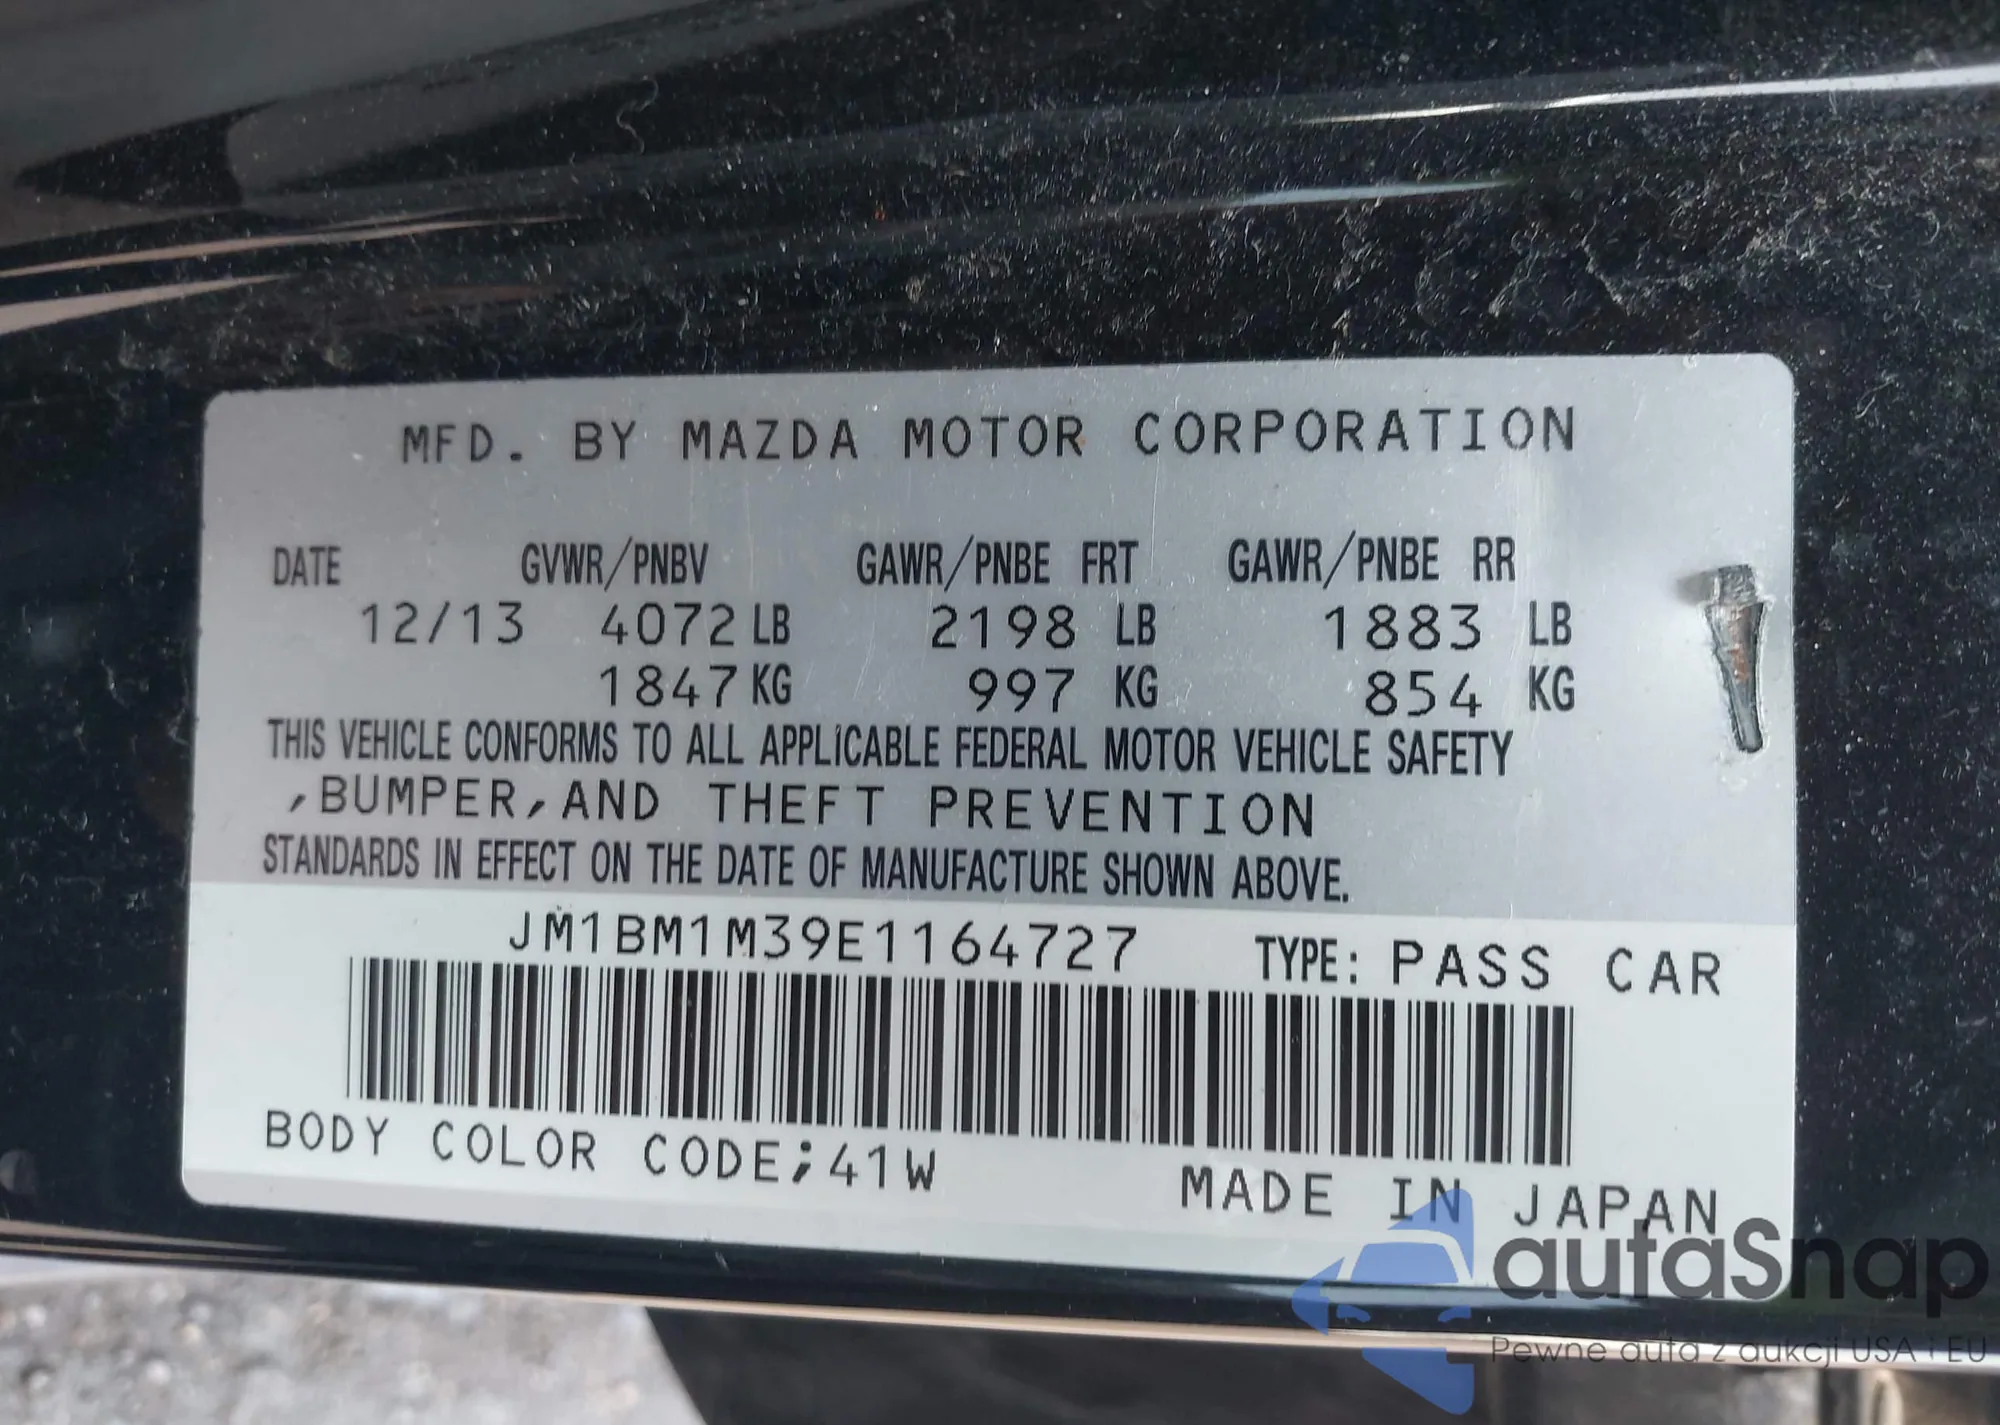 MFD. BY MAZDA MOTOR CORPORATION
DATE GVWR/PNBV GAWR/PNBE FRT GAWR/PNBE RR
12/13 4072 LB 2198 LB 1883 LB
1847 KG 997 KG 854 KG
THIS VEHICLE CONFORMS TO ALL APPLICABLE FEDERAL MOTOR VEHICLE SAFETY
,BUMPER,AND THEFT PREVENTION
STANDARDS IN EFFECT ON THE DATE OF MANUFACTURE SHOWN ABOVE.
JM1BM1M39E1164727 TYPE: PASS CAR
BODY COLOR CODE;41W
MADE IN JAPAN
autaSnap
Pewne auta z aukcji USA i EU